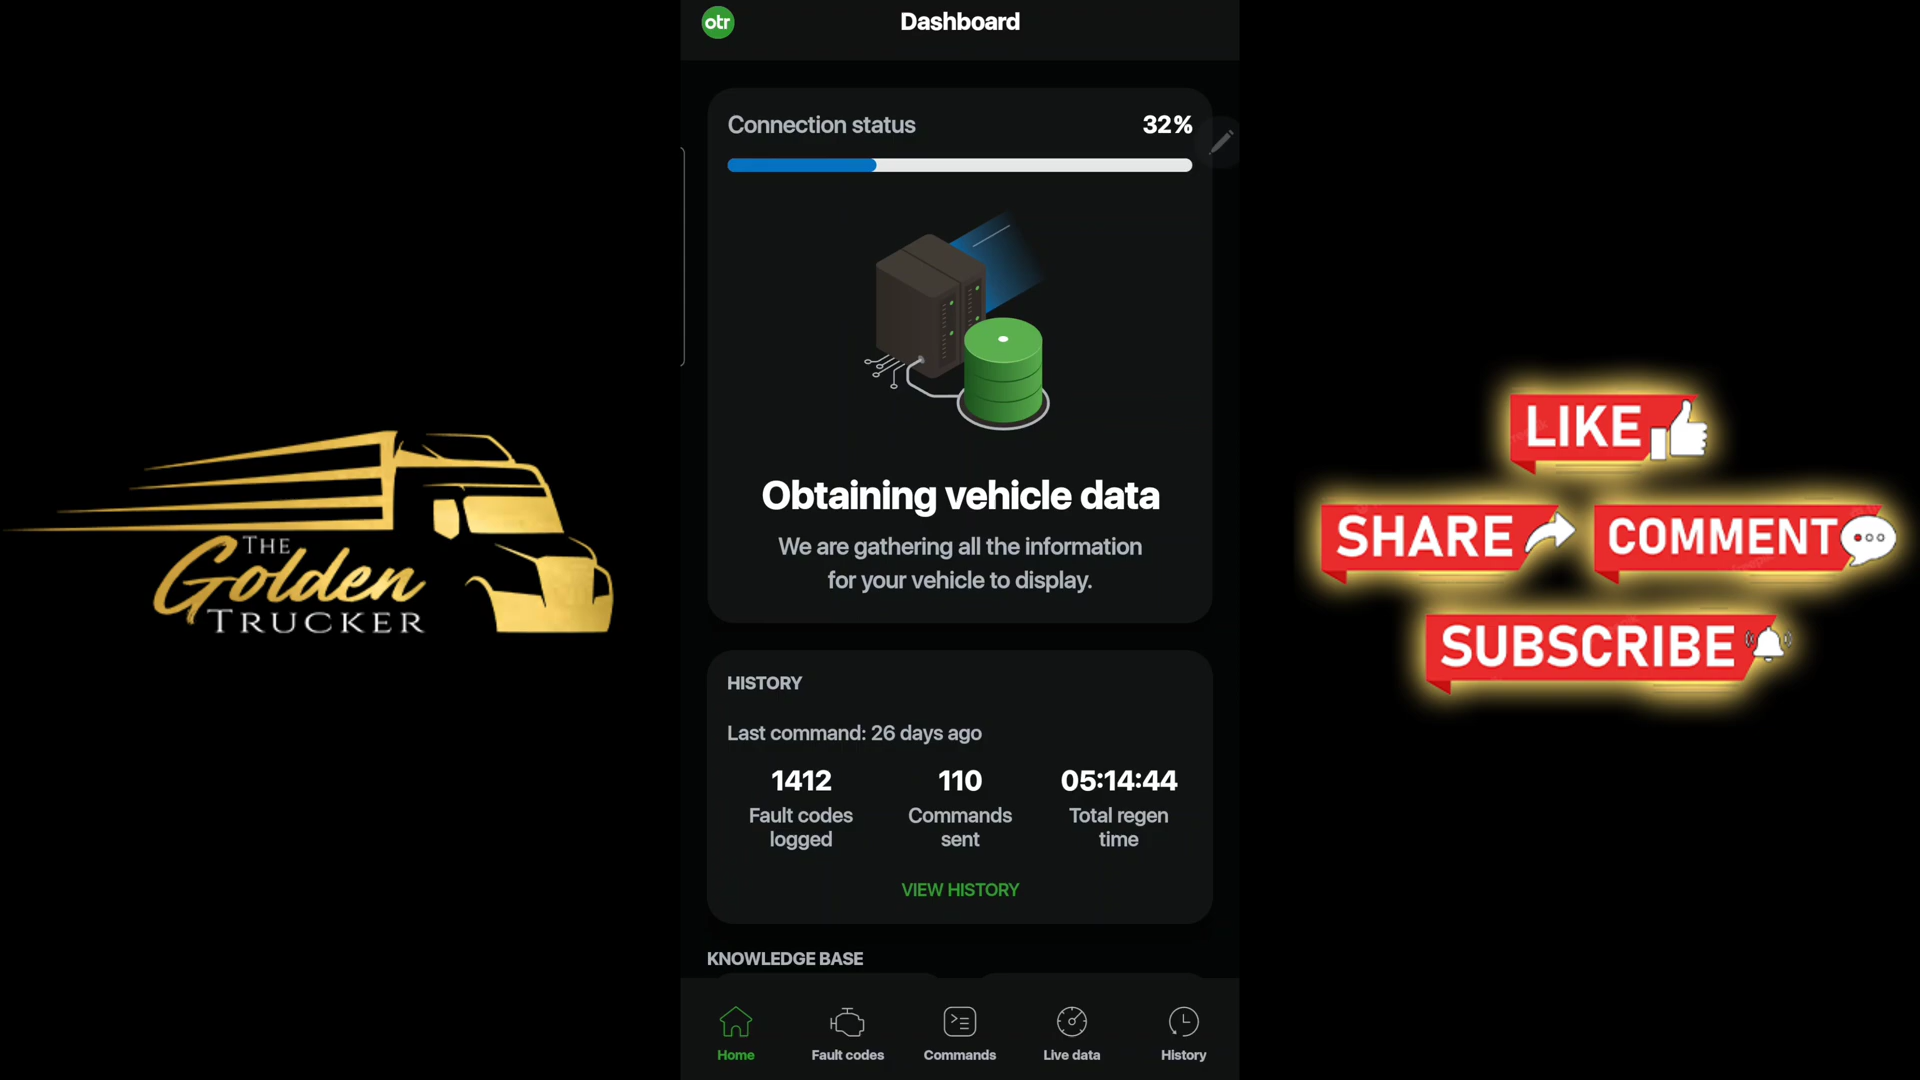 otr
Dashboard
Connection status
32%
Obtaining vehicle data
We are gathering all the information
for your vehicle to display.
HISTORY
Last command: 26 days ago
1412
Fault codes
logged
110
Commands
sent
05:14:44
Total regen
time
VIEW HISTORY
KNOWLEDGE BASE
Home
Fault codes
Commands
Live data
History
THE
Golden
TRUCKER
LIKE
SHARE
COMMENT
SUBSCRIBE